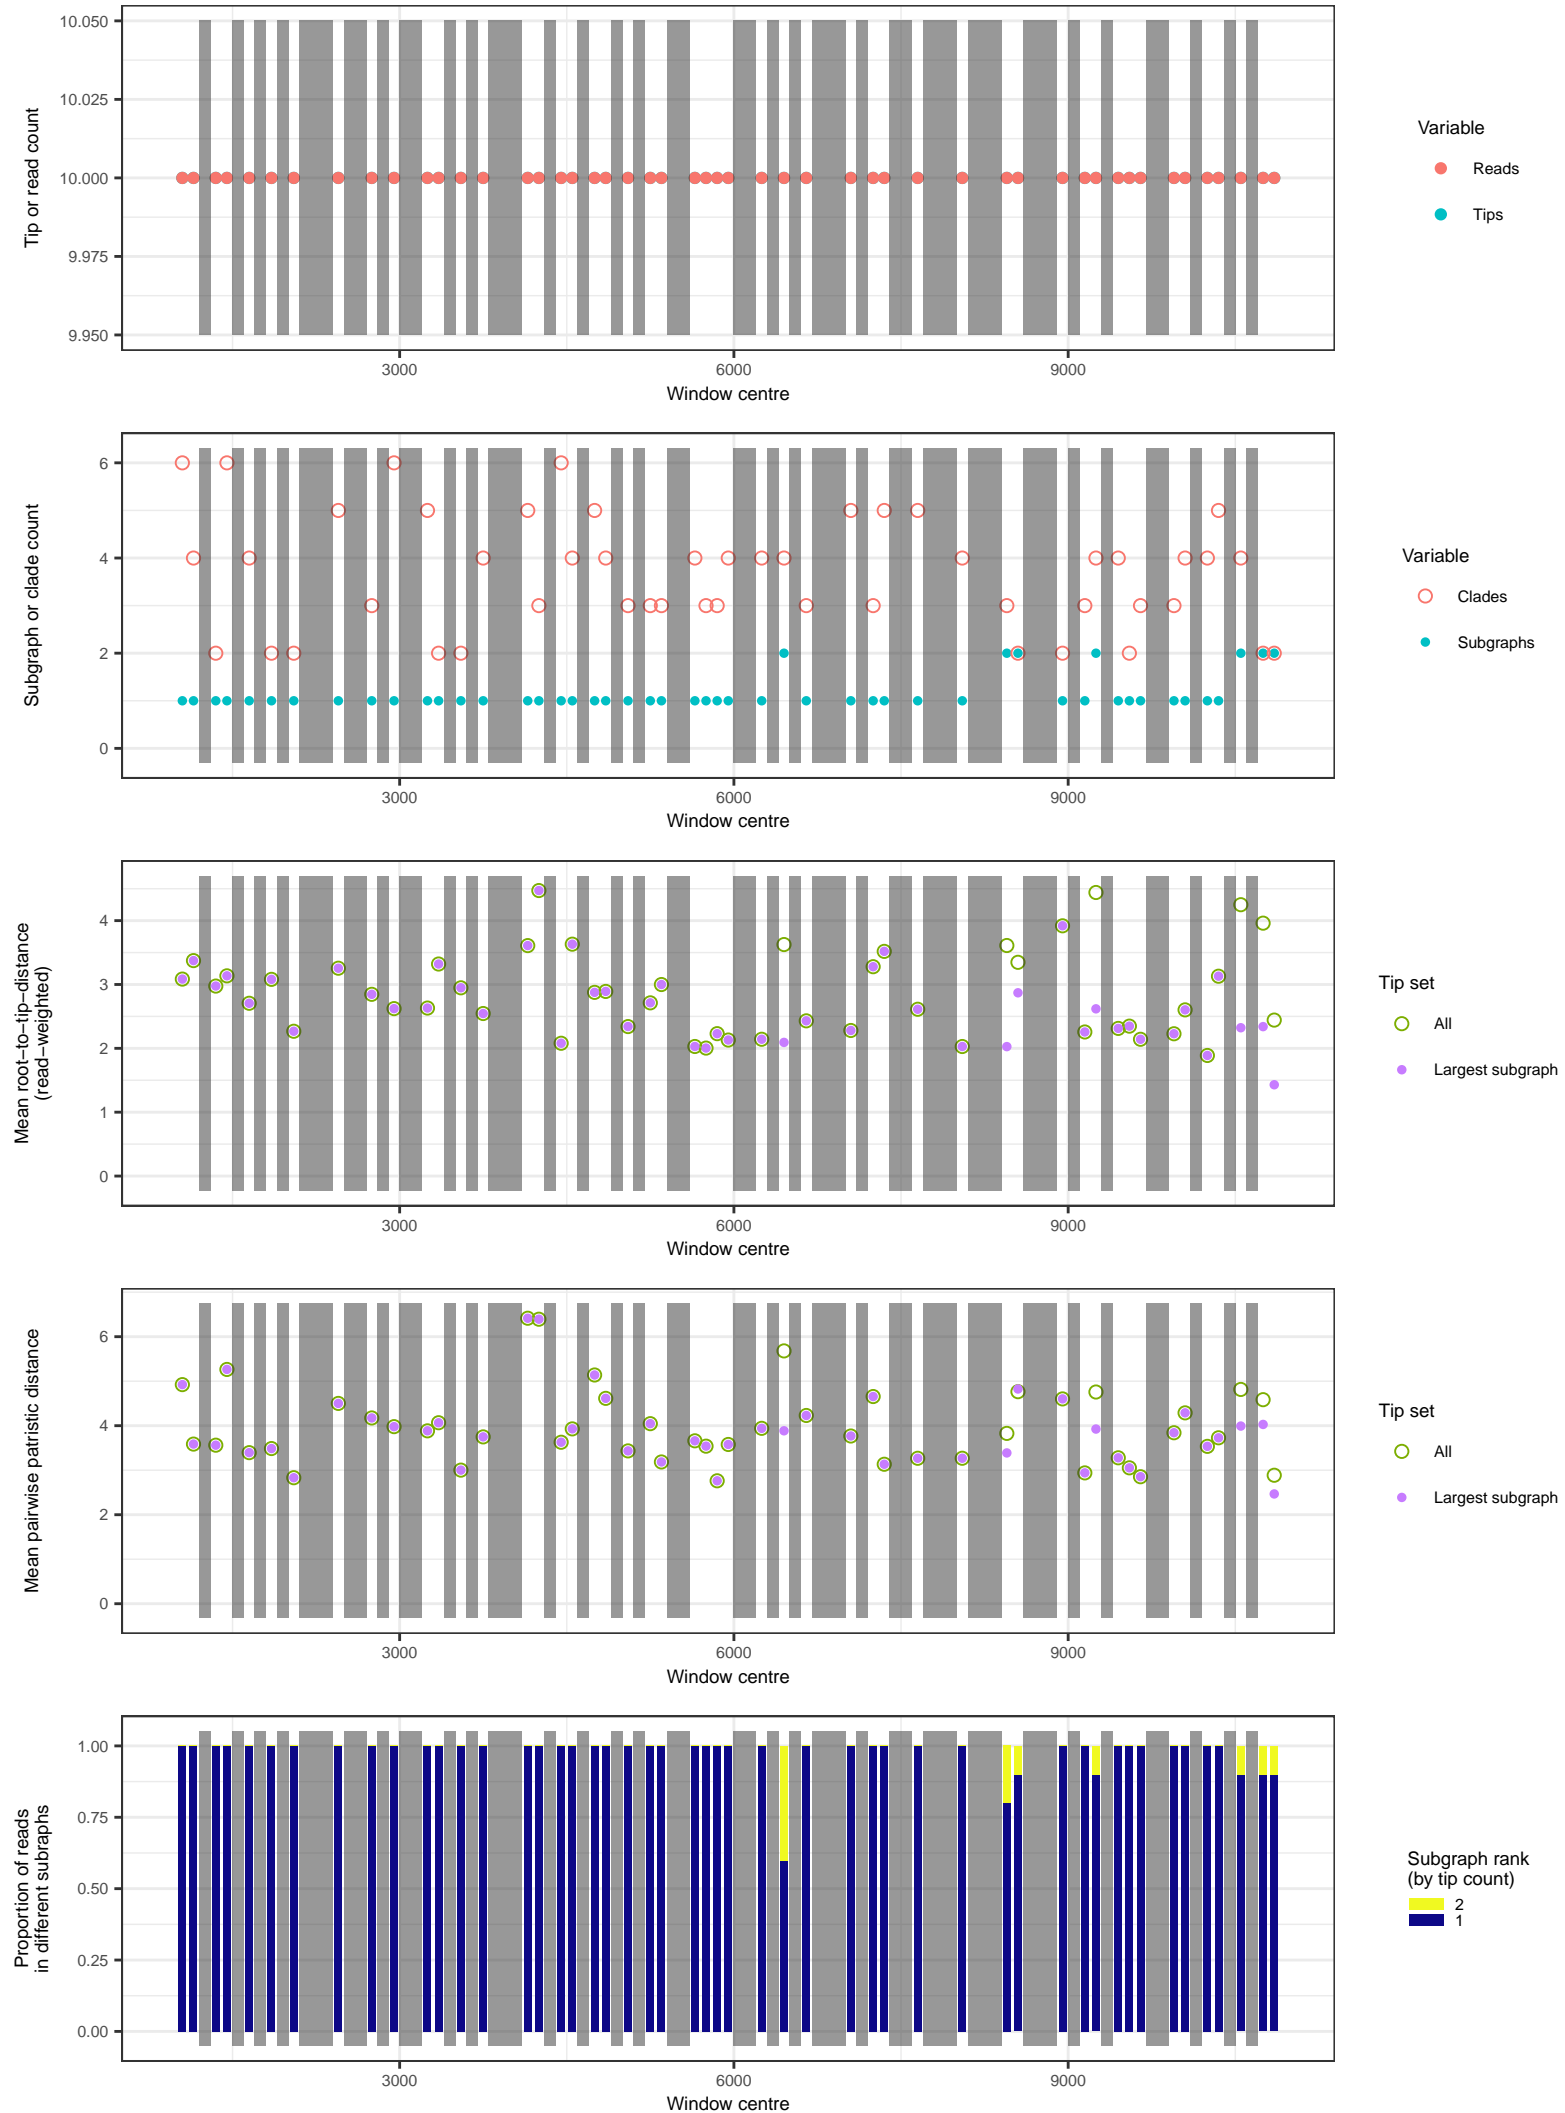 10.050
10.025
10.000
9.975
9.950
Tip or read count
3000
6000
9000
Window centre
Variable
Reads
Tips
6
4
2
0
Subgraph or clade count
3000
6000
9000
Window centre
Variable
Clades
Subgraphs
4
3
2
1
0
Mean root−to−tip−distance
(read−weighted)
3000
6000
9000
Window centre
Tip set
All
Largest subgraph
6
4
2
0
Mean pairwise patristic distance
3000
6000
9000
Window centre
Tip set
All
Largest subgraph
1.00
0.75
0.50
0.25
0.00
Proportion of reads
in different subraphs
3000
6000
9000
Window centre
Subgraph rank
(by tip count)
2
1